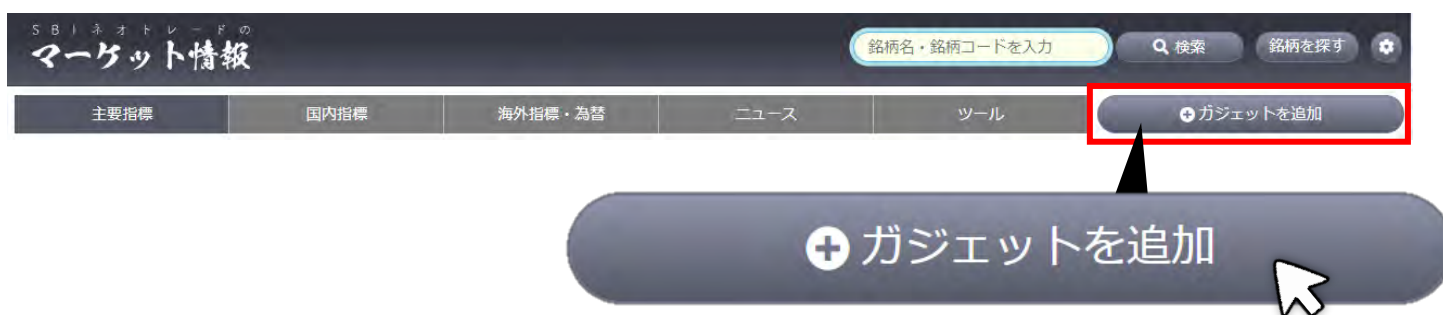 SBIネオトレードの
マーケット情報
銘柄名・銘柄コードを入力
検索
銘柄を探す
主要指標
国内指標
海外指標・為替
ニュース
ツール
ガジェットを追加
ガジェットを追加